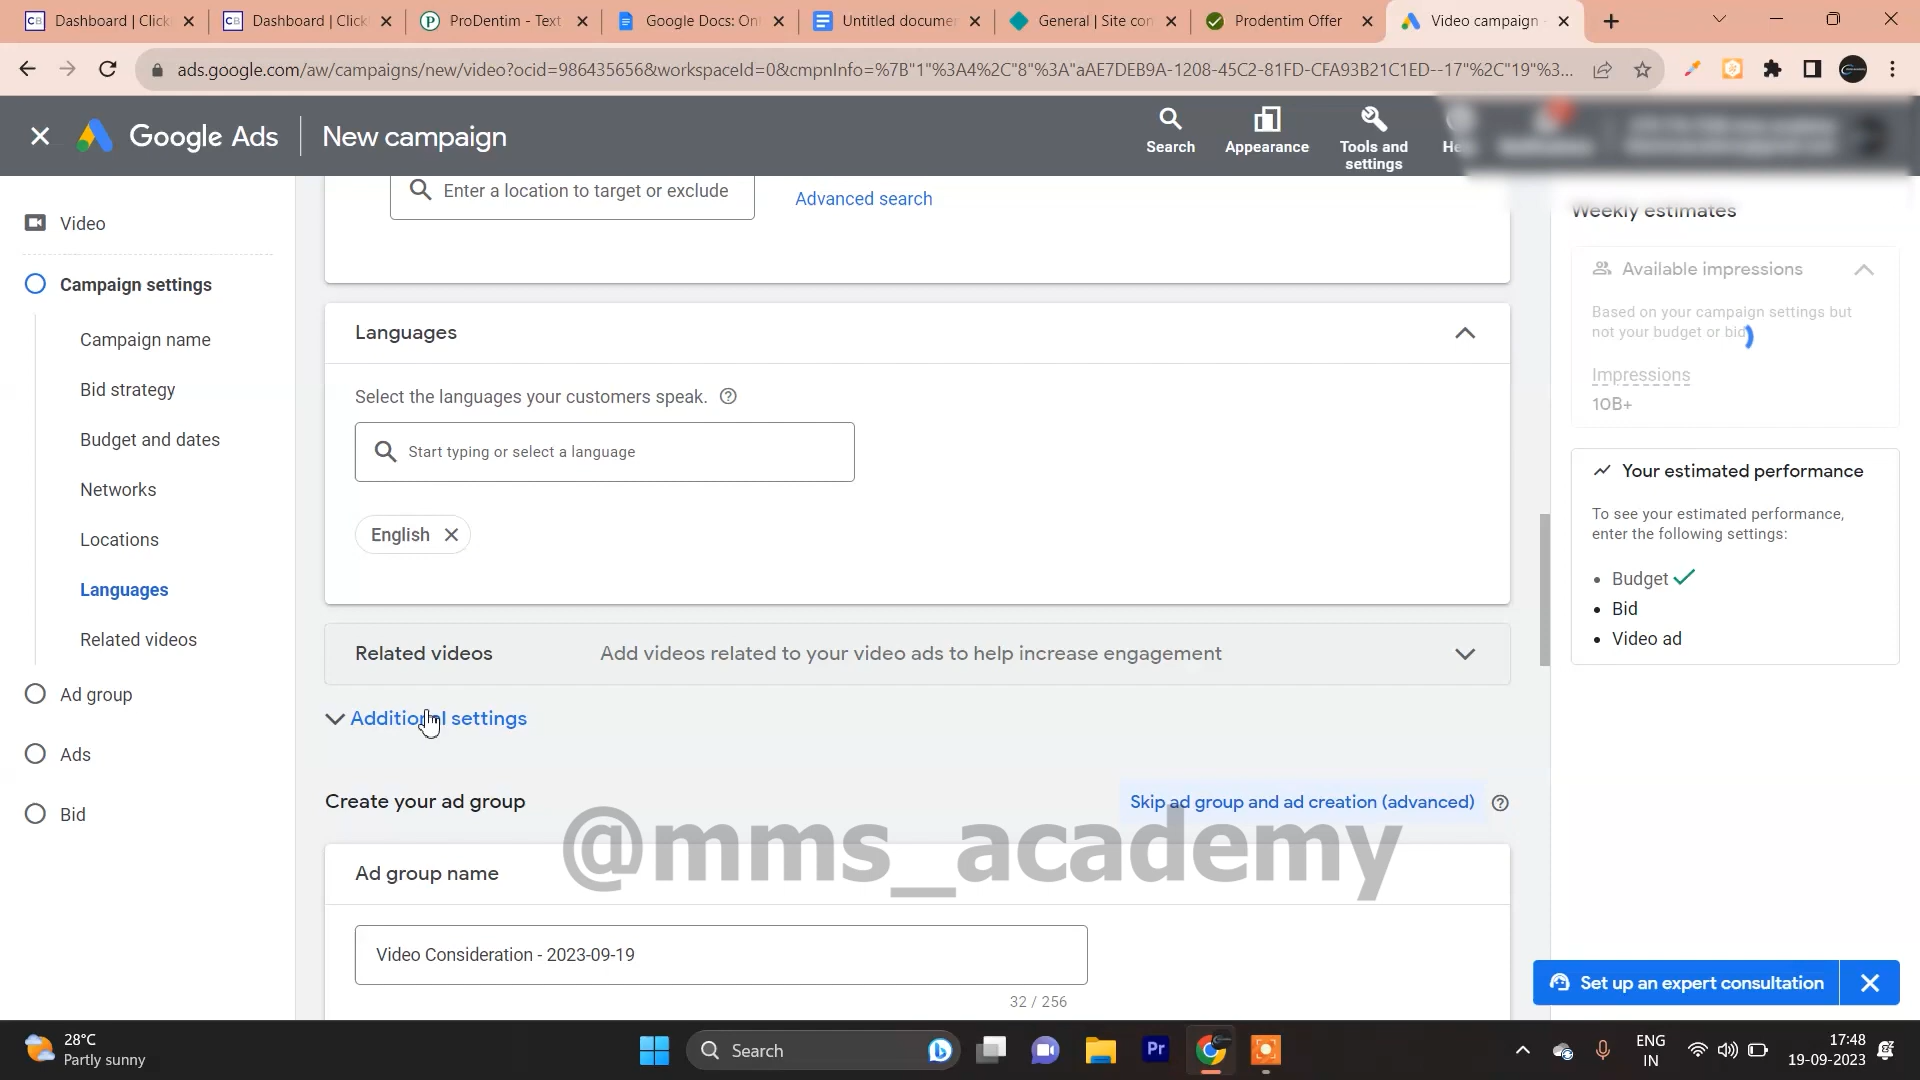 Dashboard | Click
Dashboard | Click
ProDentim - Text
Google Docs: Onl
Untitled documen
General | Site con
Prodentim Offer
Video campaign -
ads.google.com/aw/campaigns/new/video?ocid=986435656&workspaceId=0&cmpnInfo=%7B"1"%3A4%2C"8"%3A"aAE7DEB9A-1208-45C2-81FD-CFA93B21C1ED--17"%2C"19"%3...
Google Ads
New campaign
Search
Appearance
Tools and
settings
Video
Campaign settings
Campaign name
Bid strategy
Budget and dates
Networks
Locations
Languages
Related videos
Ad group
Ads
Bid
Enter a location to target or exclude
Advanced search
Languages
Select the languages your customers speak.
Start typing or select a language
English
Related videos
Add videos related to your video ads to help increase engagement
Additional settings
Create your ad group
Skip ad group and ad creation (advanced)
@mms_academy
Ad group name
Video Consideration - 2023-09-19
32 / 256
Weekly estimates
Available impressions
Based on your campaign settings but
not your budget or bid
Impressions
10B+
Your estimated performance
To see your estimated performance,
enter the following settings:
• Budget
• Bid
• Video ad
Set up an expert consultation
28°C
Partly sunny
Search
Pr
ENG
IN
17:48
19-09-2023